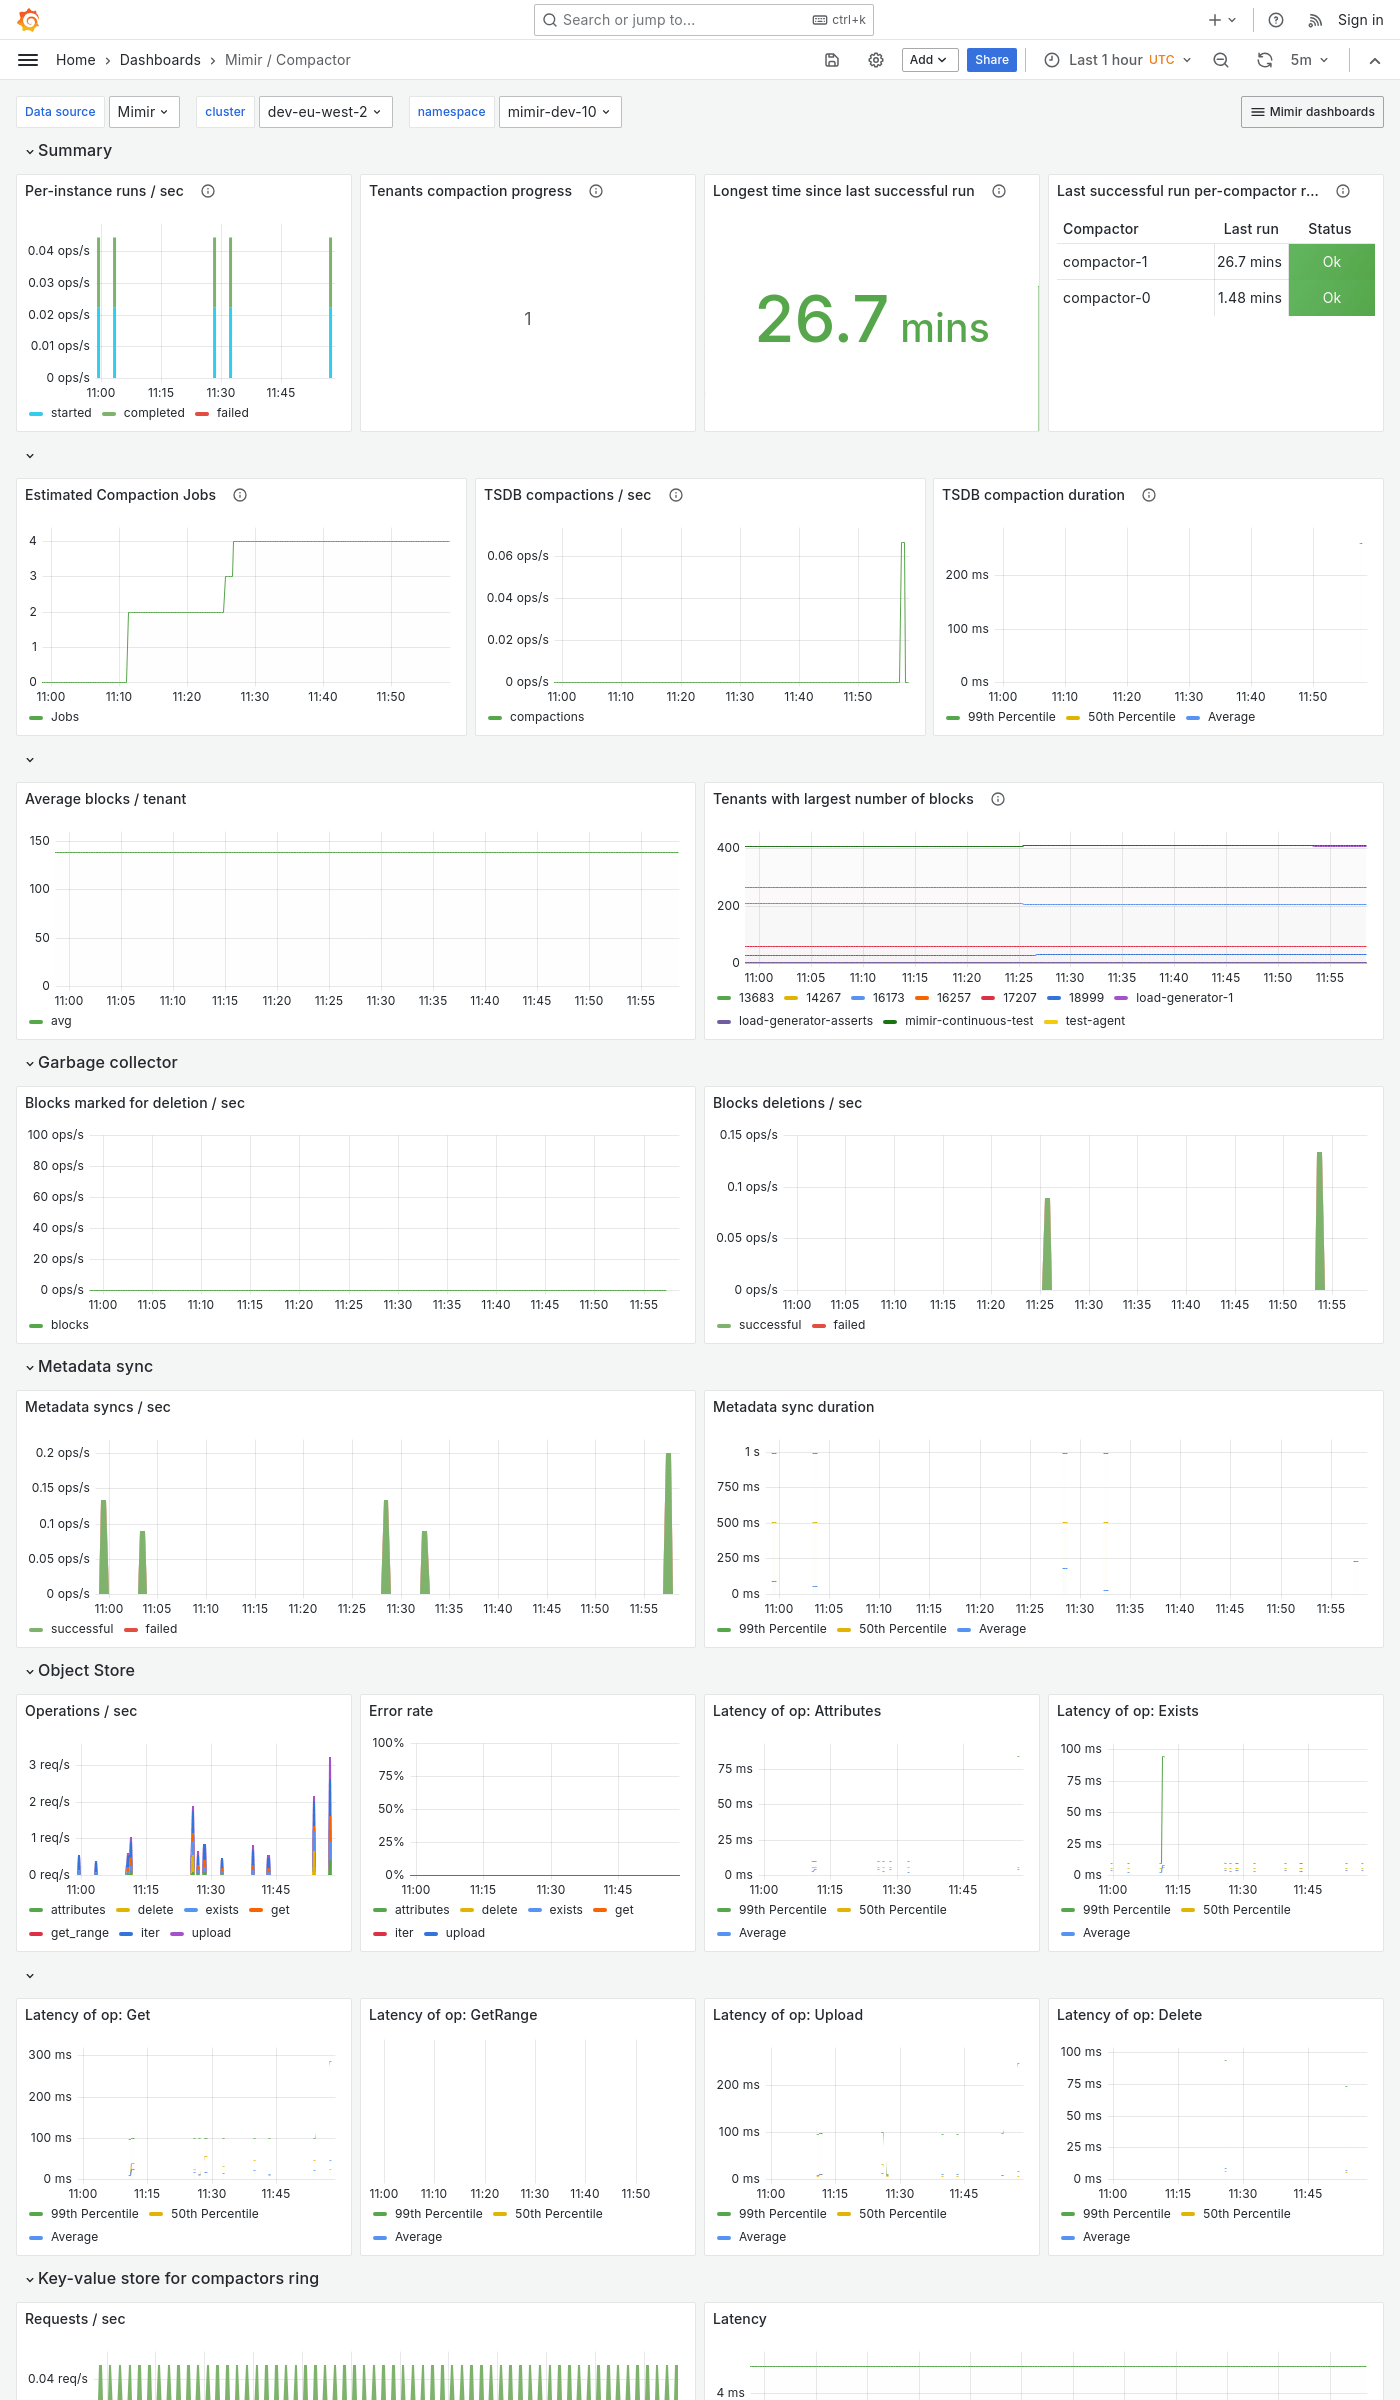 Search or jump to... ctrl+k Sign in
Home Dashboards Mimir / Compactor Add Share Last 1 hour UTC 5m
Data source Mimir cluster dev-eu-west-2 namespace mimir-dev-10 Mimir dashboards
Summary
Per-instance runs / sec
0.04 ops/s
0.03 ops/s
0.02 ops/s
0.01 ops/s
0 ops/s
11:00 11:15 11:30 11:45
started completed failed
Tenants compaction progress
1
Longest time since last successful run
26.7 mins
Last successful run per-compactor r...
Compactor Last run Status
compactor-1 26.7 mins Ok
compactor-0 1.48 mins Ok
Estimated Compaction Jobs
4
3
2
1
0
11:00 11:10 11:20 11:30 11:40 11:50
Jobs
TSDB compactions / sec
0.06 ops/s
0.04 ops/s
0.02 ops/s
0 ops/s
11:00 11:10 11:20 11:30 11:40 11:50
compactions
TSDB compaction duration
200 ms
100 ms
0 ms
11:00 11:10 11:20 11:30 11:40 11:50
99th Percentile 50th Percentile Average
Average blocks / tenant
150
100
50
0
11:00 11:05 11:10 11:15 11:20 11:25 11:30 11:35 11:40 11:45 11:50 11:55
avg
Tenants with largest number of blocks
400
200
0
11:00 11:05 11:10 11:15 11:20 11:25 11:30 11:35 11:40 11:45 11:50 11:55
13683 14267 16173 16257 17207 18999 load-generator-1
load-generator-asserts mimir-continuous-test test-agent
Garbage collector
Blocks marked for deletion / sec
100 ops/s
80 ops/s
60 ops/s
40 ops/s
20 ops/s
0 ops/s
11:00 11:05 11:10 11:15 11:20 11:25 11:30 11:35 11:40 11:45 11:50 11:55
blocks
Blocks deletions / sec
0.15 ops/s
0.1 ops/s
0.05 ops/s
0 ops/s
11:00 11:05 11:10 11:15 11:20 11:25 11:30 11:35 11:40 11:45 11:50 11:55
successful failed
Metadata sync
Metadata syncs / sec
0.2 ops/s
0.15 ops/s
0.1 ops/s
0.05 ops/s
0 ops/s
11:00 11:05 11:10 11:15 11:20 11:25 11:30 11:35 11:40 11:45 11:50 11:55
successful failed
Metadata sync duration
1 s
750 ms
500 ms
250 ms
0 ms
11:00 11:05 11:10 11:15 11:20 11:25 11:30 11:35 11:40 11:45 11:50 11:55
99th Percentile 50th Percentile Average
Object Store
Operations / sec
3 req/s
2 req/s
1 req/s
0 req/s
11:00 11:15 11:30 11:45
attributes delete exists get
get_range iter upload
Error rate
100%
75%
50%
25%
0%
11:00 11:15 11:30 11:45
attributes delete exists get
iter upload
Latency of op: Attributes
75 ms
50 ms
25 ms
0 ms
11:00 11:15 11:30 11:45
99th Percentile 50th Percentile
Average
Latency of op: Exists
100 ms
75 ms
50 ms
25 ms
0 ms
11:00 11:15 11:30 11:45
99th Percentile 50th Percentile
Average
Latency of op: Get
300 ms
200 ms
100 ms
0 ms
11:00 11:15 11:30 11:45
99th Percentile 50th Percentile
Average
Latency of op: GetRange
11:00 11:10 11:20 11:30 11:40 11:50
99th Percentile 50th Percentile
Average
Latency of op: Upload
200 ms
100 ms
0 ms
11:00 11:15 11:30 11:45
99th Percentile 50th Percentile
Average
Latency of op: Delete
100 ms
75 ms
50 ms
25 ms
0 ms
11:00 11:15 11:30 11:45
99th Percentile 50th Percentile
Average
Key-value store for compactors ring
Requests / sec
0.04 req/s
Latency
4 ms